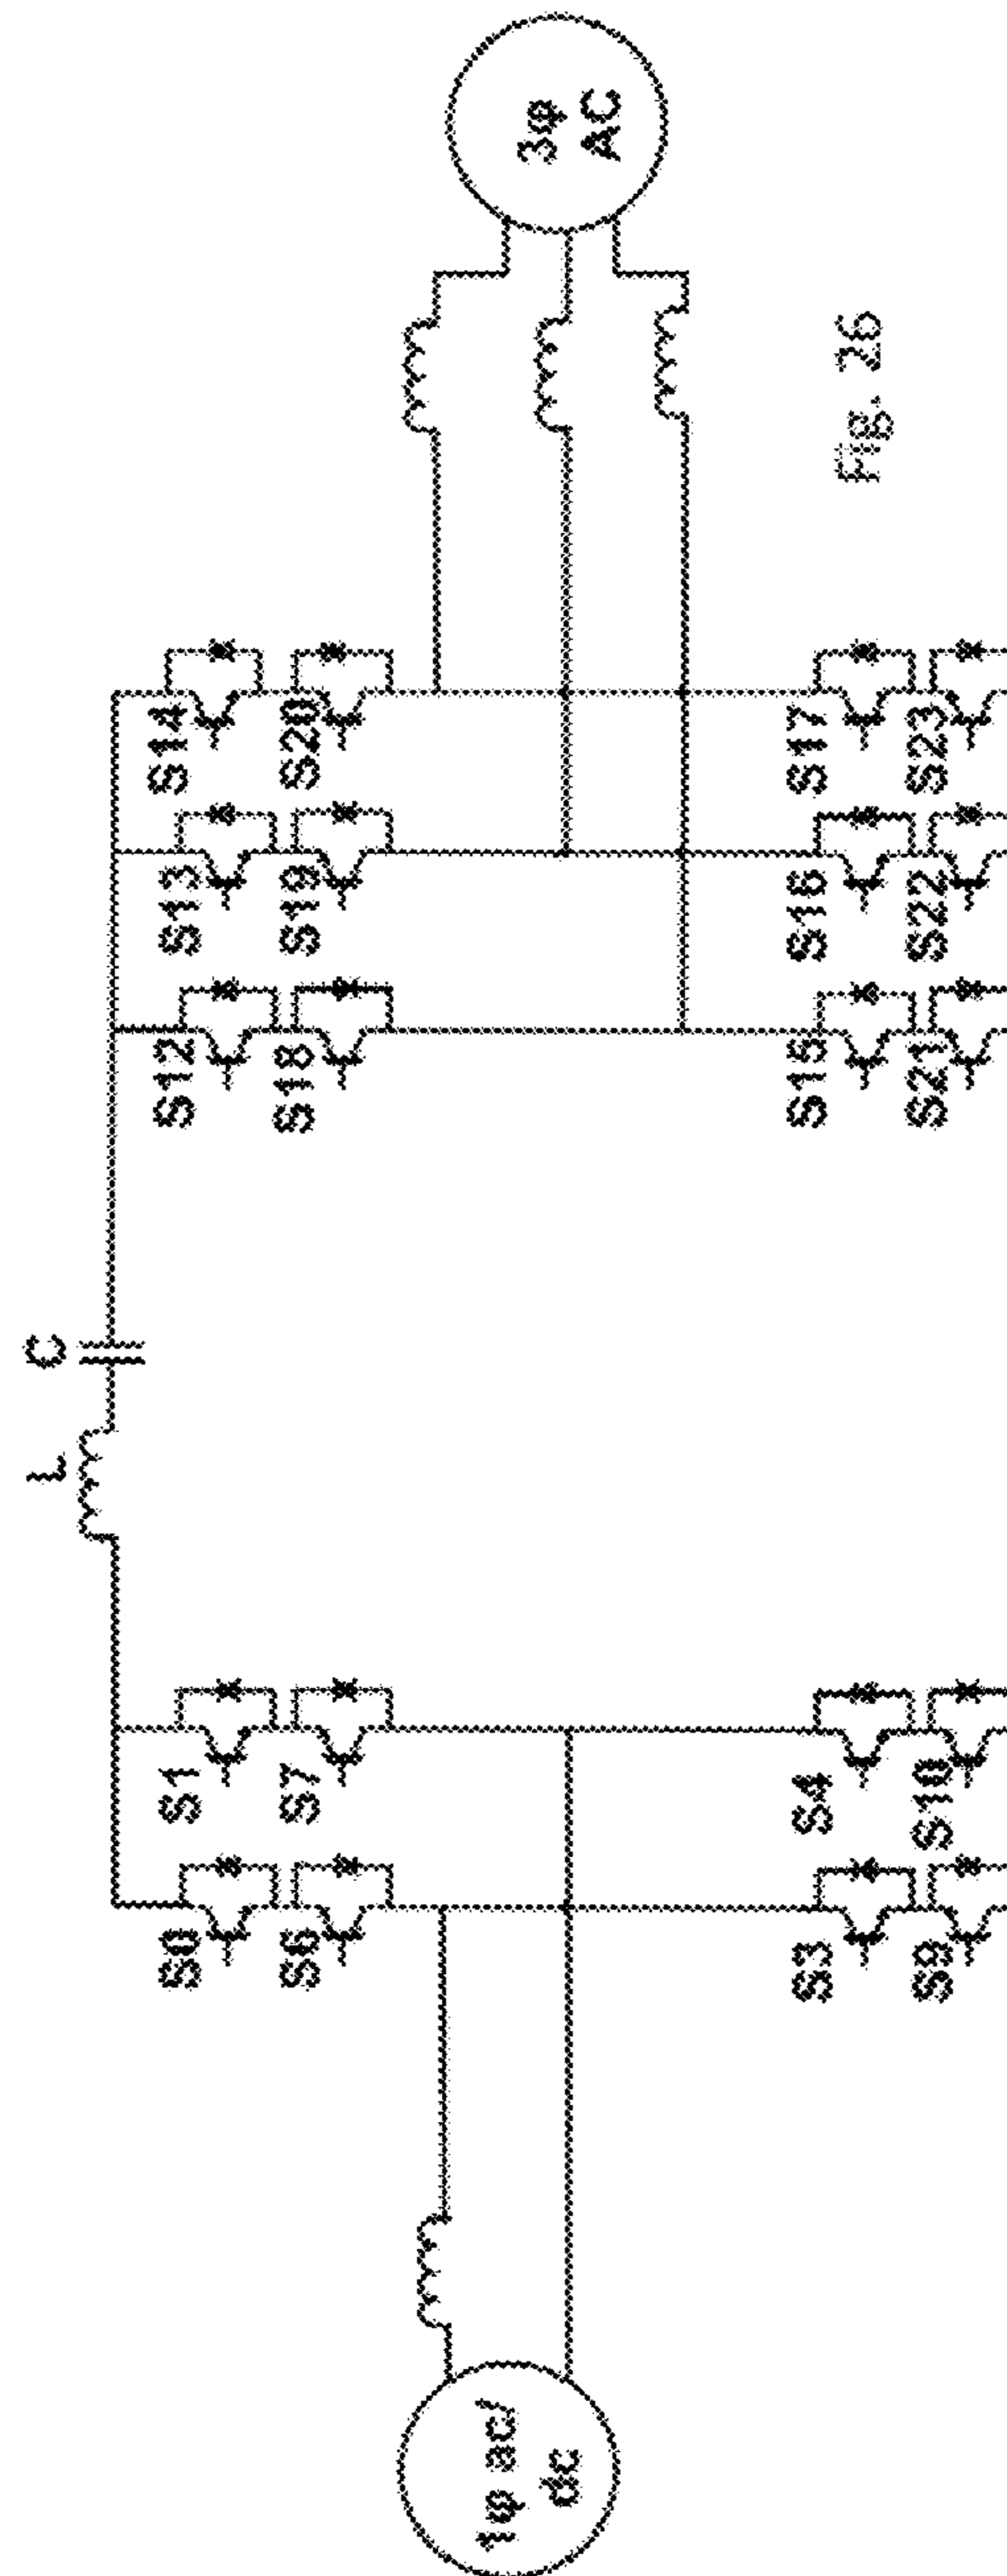 L
C
S0
S1
S6
S7
S3
S4
S9
S10
S12
S13
S14
S18
S19
S20
S15
S16
S17
S21
S22
S23
1φ ac/
dc
3φ
AC
Fig. 26